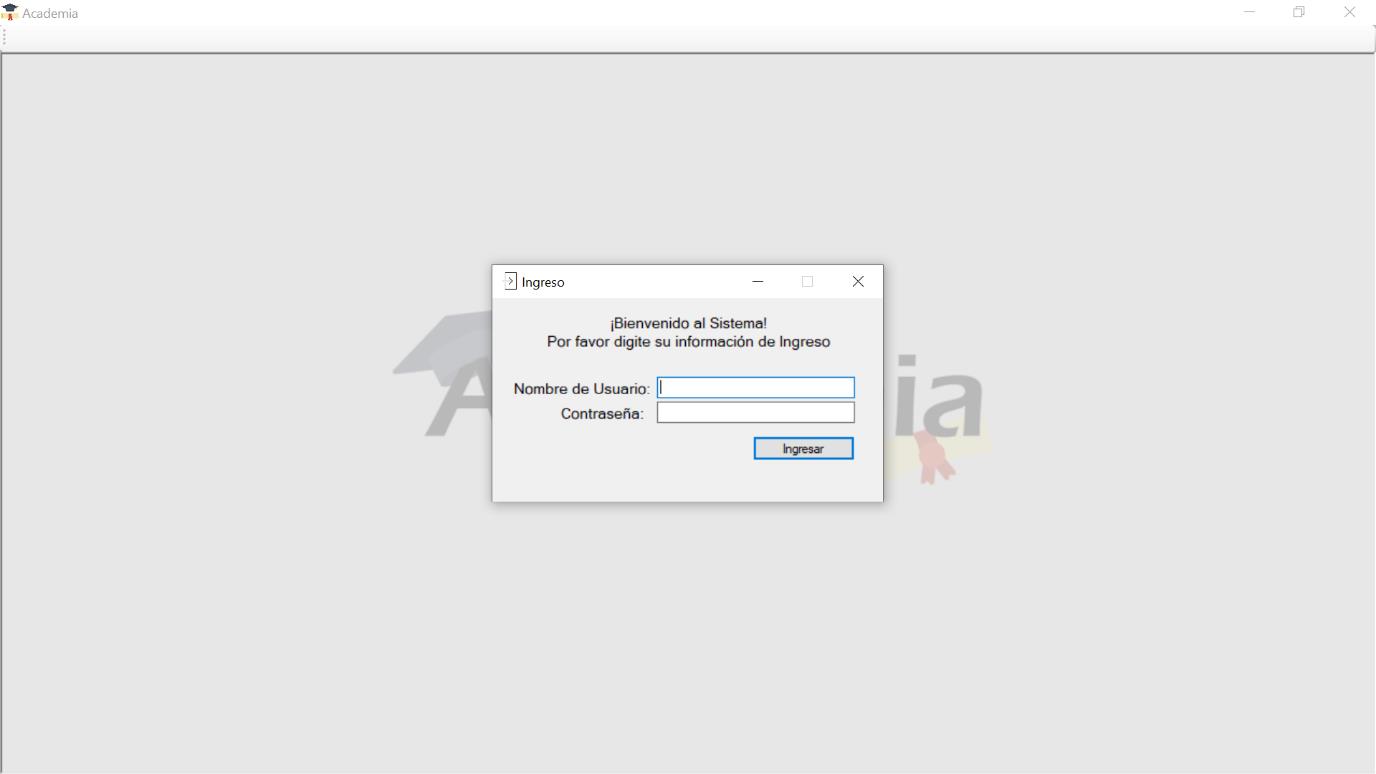 Academia
Ingreso
¡Bienvenido al Sistema!
Por favor digite su información de Ingreso
Nombre de Usuario:
Contraseña:
Ingresar
A ia